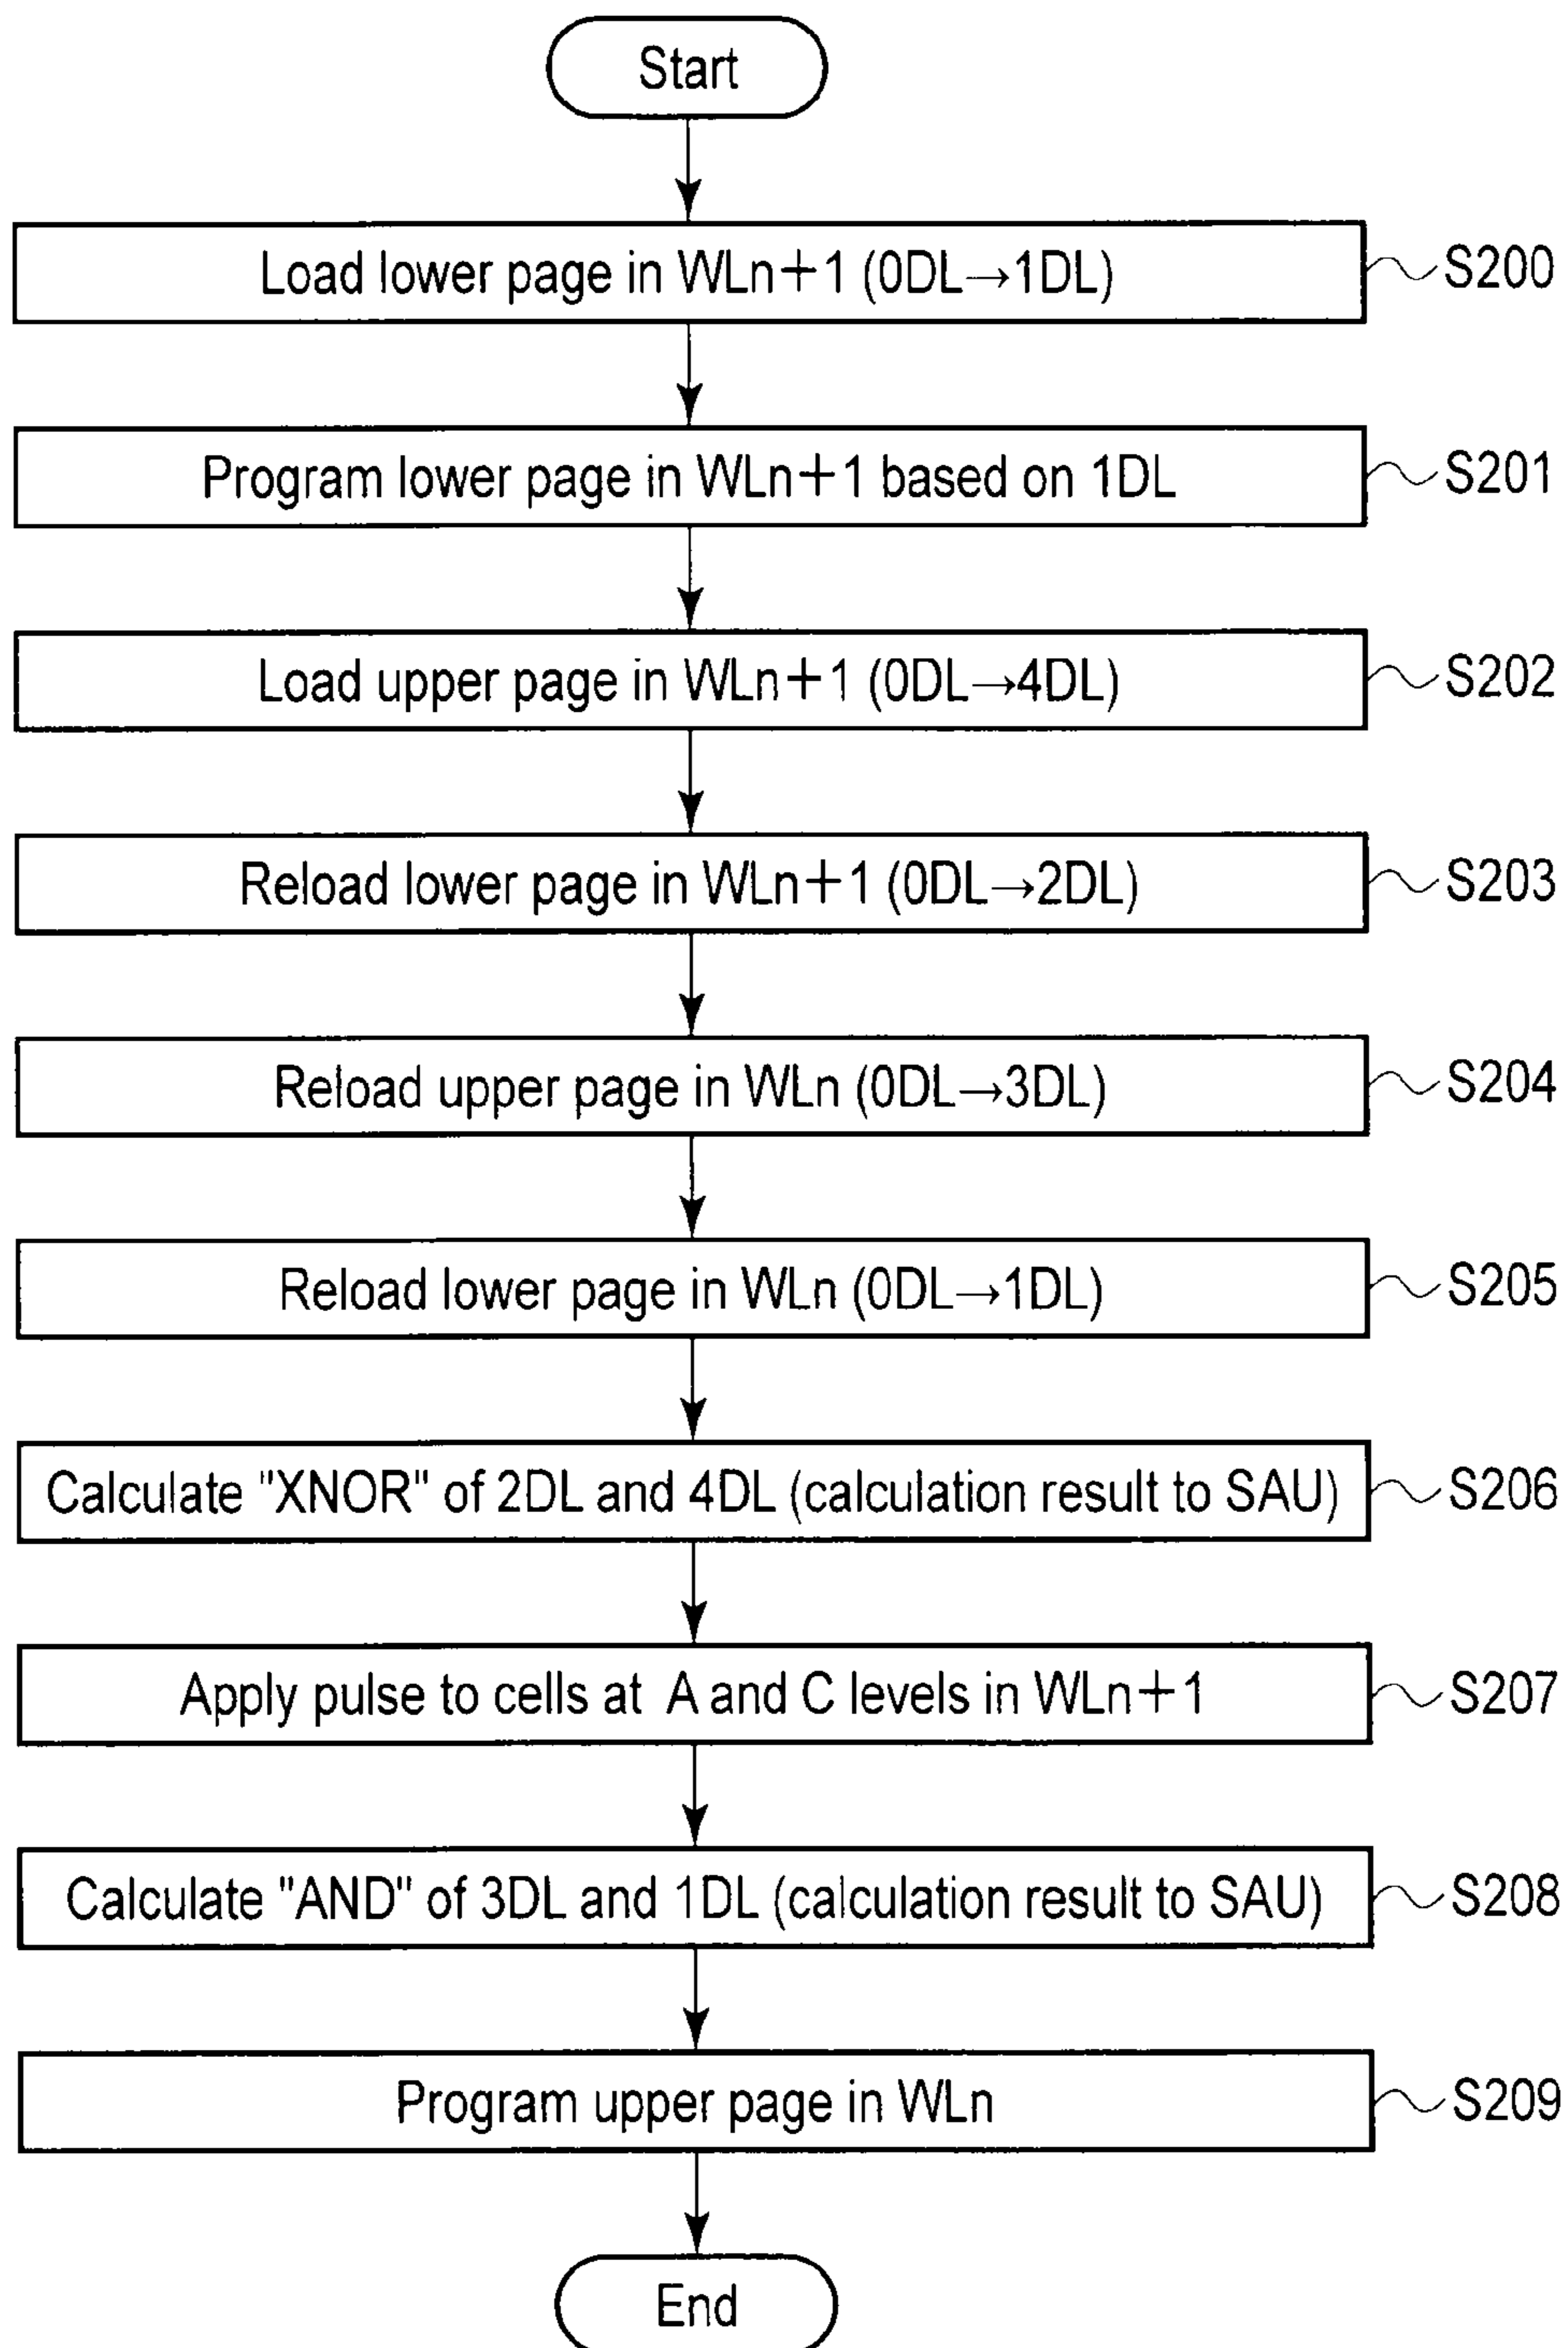 Start
Load lower page in WLn+1 (0DL→1DL) S200
Program lower page in WLn+1 based on 1DL S201
Load upper page in WLn+1 (0DL→4DL) S202
Reload lower page in WLn+1 (0DL→2DL) S203
Reload upper page in WLn (0DL→3DL) S204
Reload lower page in WLn (0DL→1DL) S205
Calculate "XNOR" of 2DL and 4DL (calculation result to SAU) S206
Apply pulse to cells at A and C levels in WLn+1 S207
Calculate "AND" of 3DL and 1DL (calculation result to SAU) S208
Program upper page in WLn S209
End